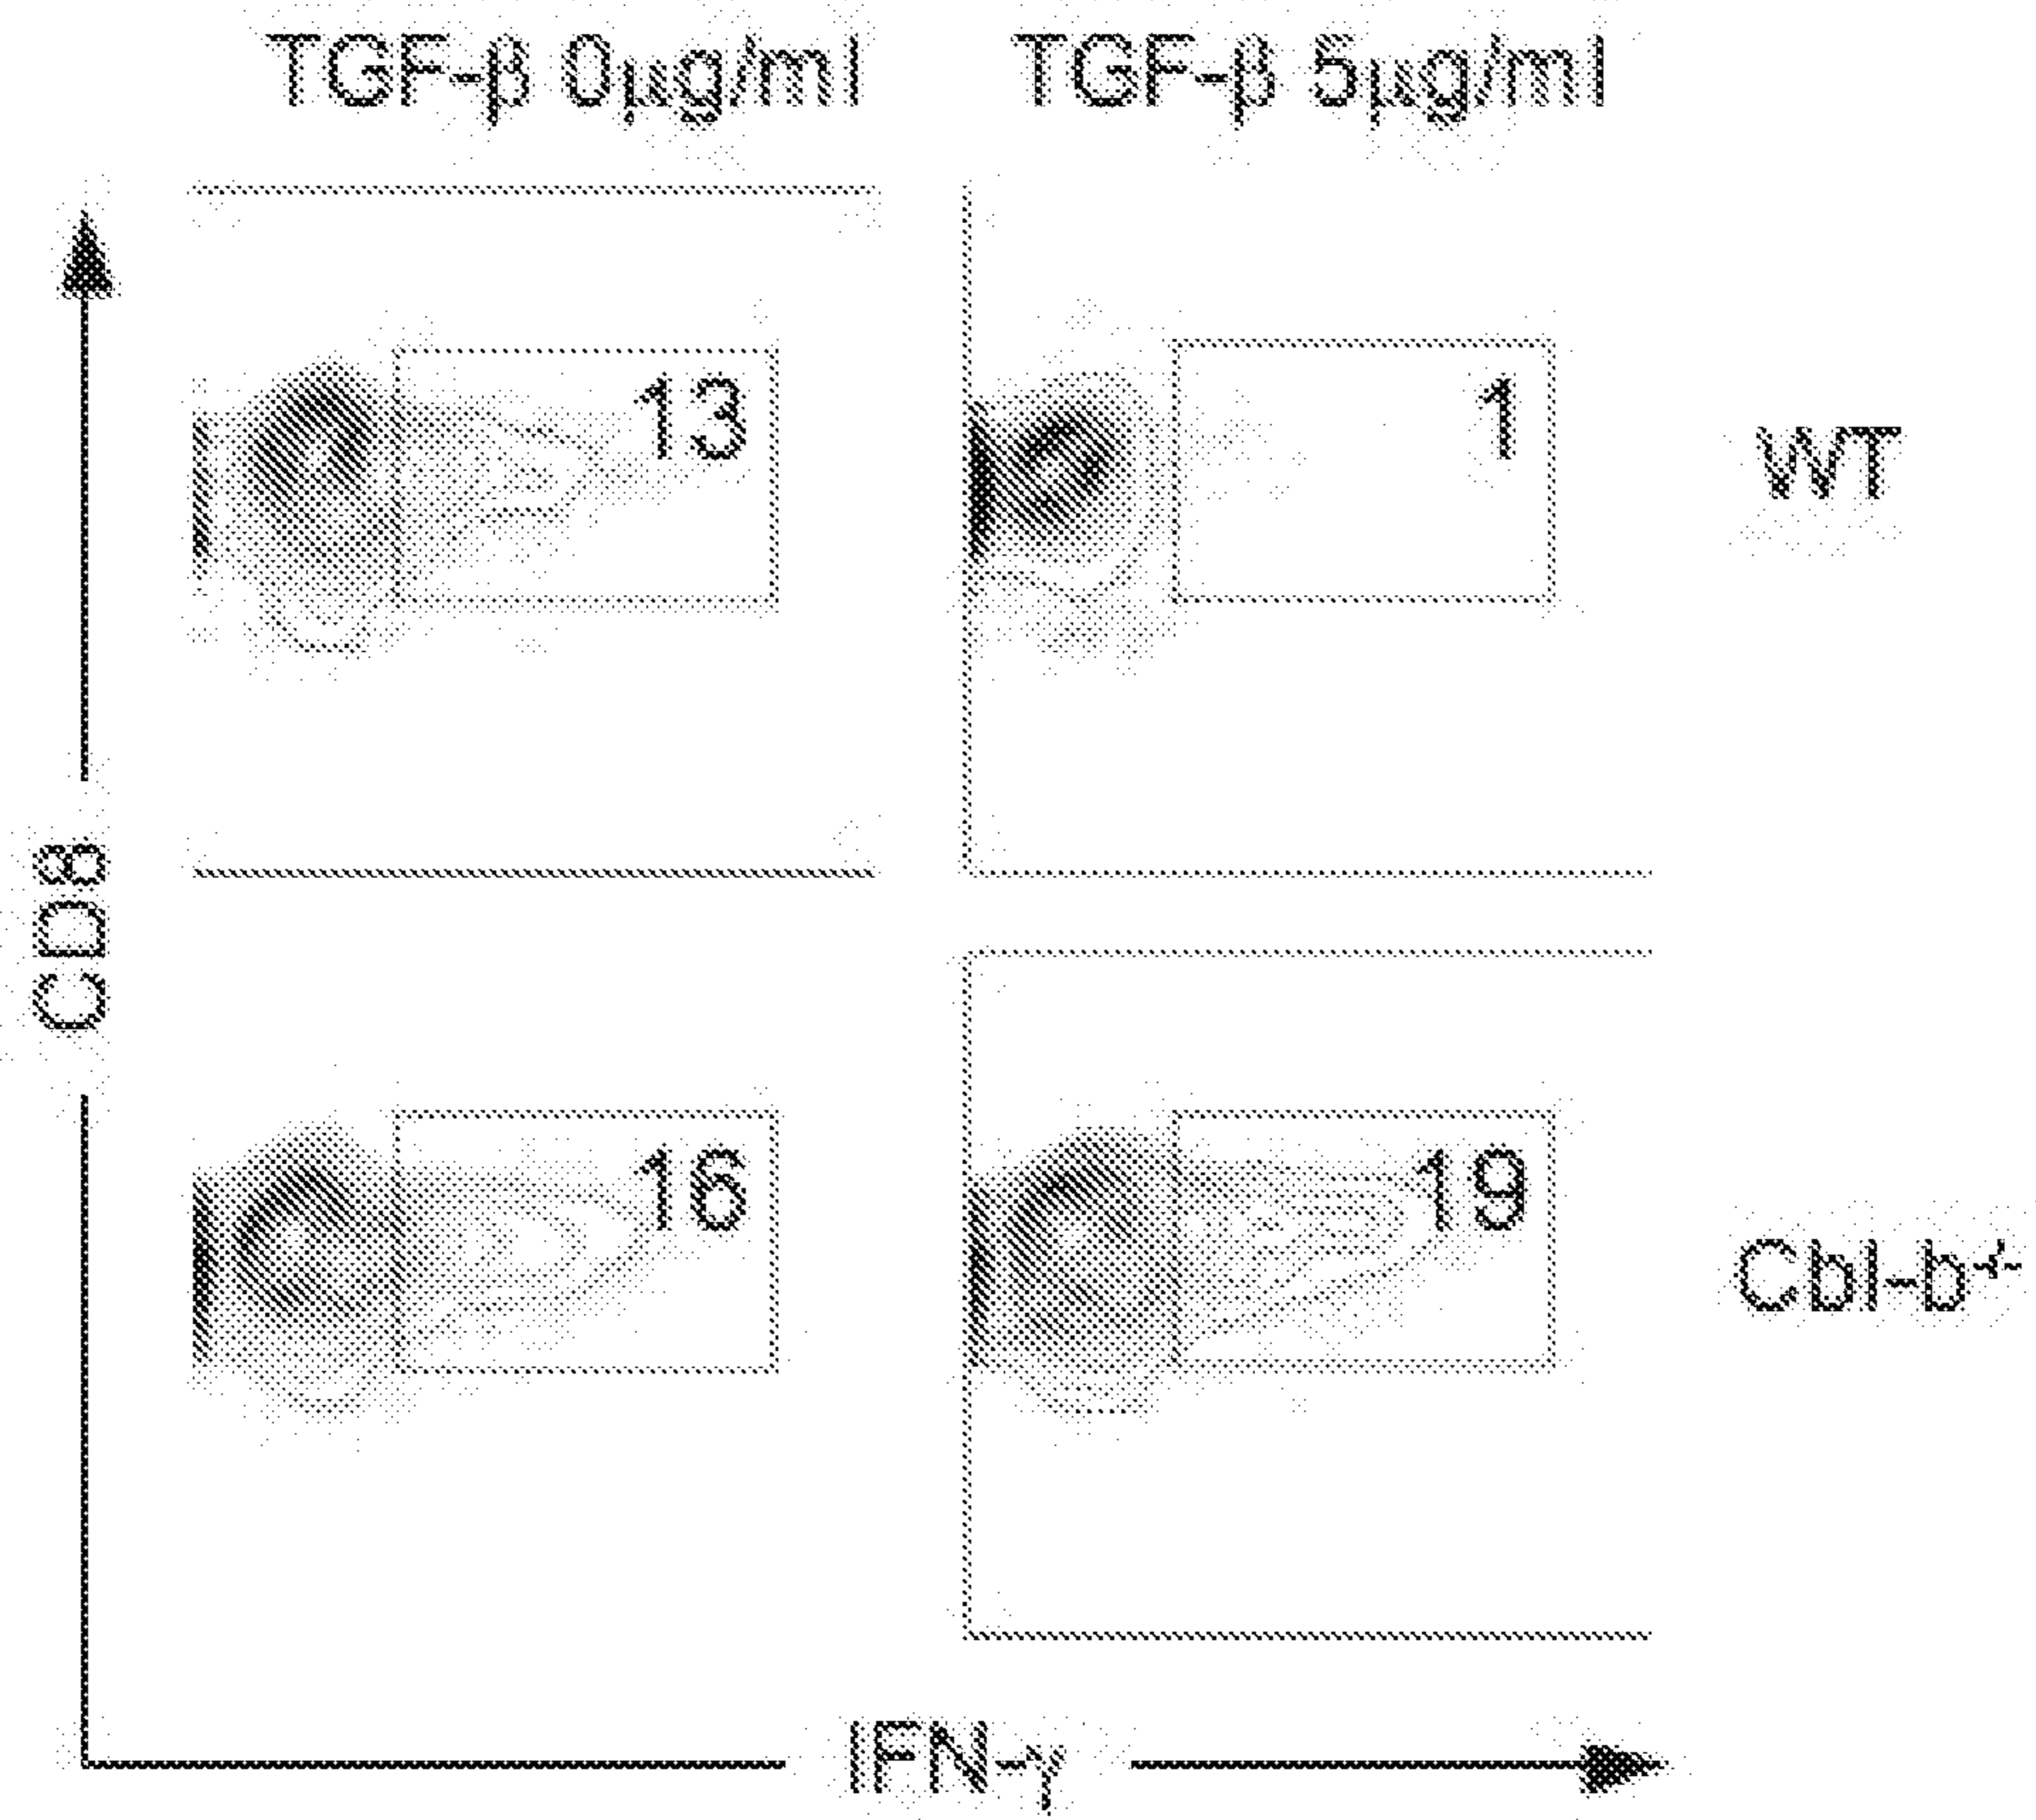 TGF-β 0μg/ml TGF-β 5μg/ml
13
1
WT
CD8
16
19
Cbl-b-/-
IFN-γ